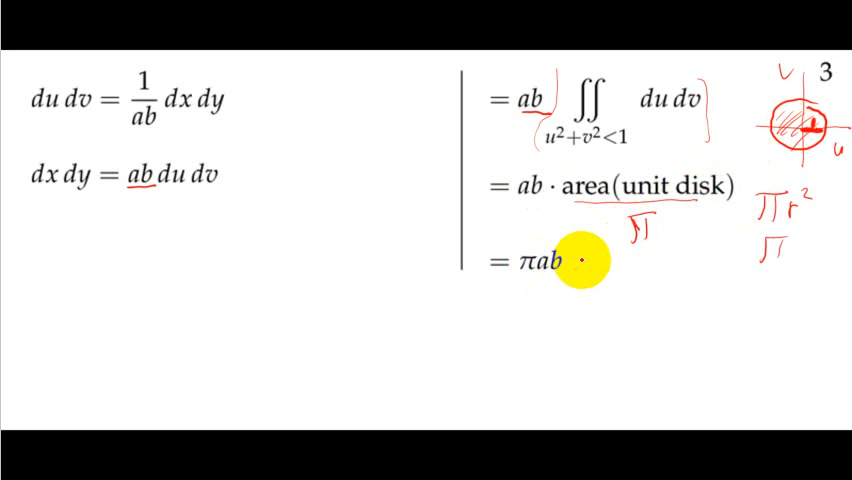 du dv = 1/ab dx dy
dx dy = ab du dv
= ab ∬ du dv
u²+v²<1
= ab · area(unit disk)
π
= πab
3
v
u
πr²
π